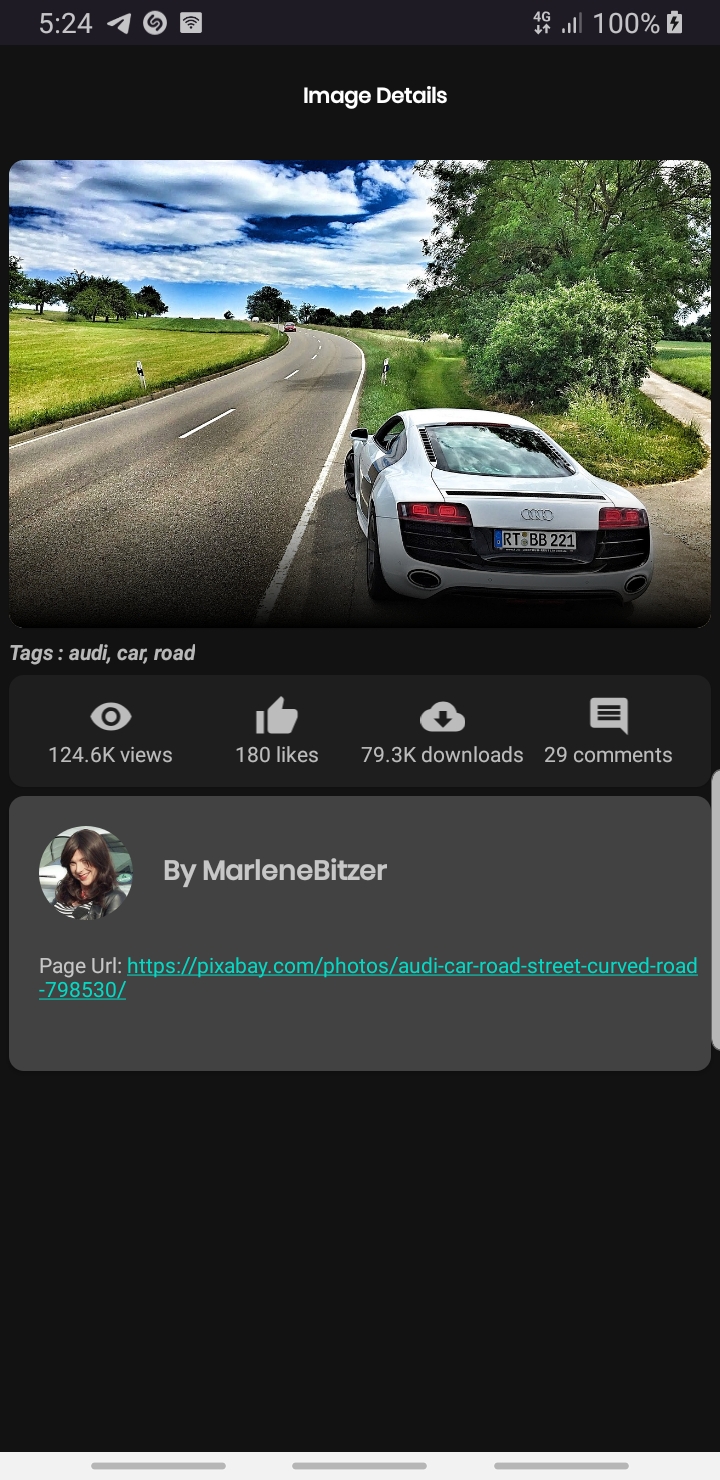 5:24 4G 100%
Image Details
RT BB 221
Tags : audi, car, road
124.6K views 180 likes 79.3K downloads 29 comments
By MarleneBitzer
Page Url: https://pixabay.com/photos/audi-car-road-street-curved-road
-798530/